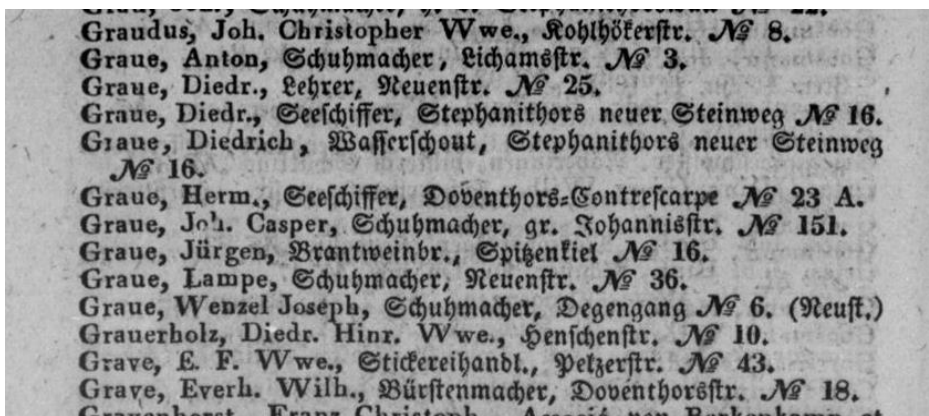 Graudus, Joh. Christopher Wwe., Kohlhökerstr. № 8.
Graue, Anton, Schuhmacher, Lichamsstr. № 3.
Graue, Diedr., Lehrer, Neuenstr. № 25.
Graue, Diedr., Seeschiffer, Stephanithors neuer Steinweg № 16.
Graue, Diedrich, Wasserschout, Stephanithors neuer Steinweg
№ 16.
Graue, Herm., Seeschiffer, Doventhors-Contrescarpe № 23 A.
Graue, Joh. Casper, Schuhmacher, gr. Johannisstr. № 151.
Graue, Jürgen, Brantweinbr., Spitzenkiel № 16.
Graue, Lampe, Schuhmacher, Neuenstr. № 36.
Graue, Wenzel Joseph, Schuhmacher, Degengang № 6. (Neust.)
Grauerholz, Diedr. Hinr. Wwe., Henschenstr. № 10.
Grave, E. F. Wwe., Stickereihandl., Pelzerstr. № 43.
Grave, Everh. Wilh., Bürstenmacher, Doventhorsstr. № 18.
Franz Christoph